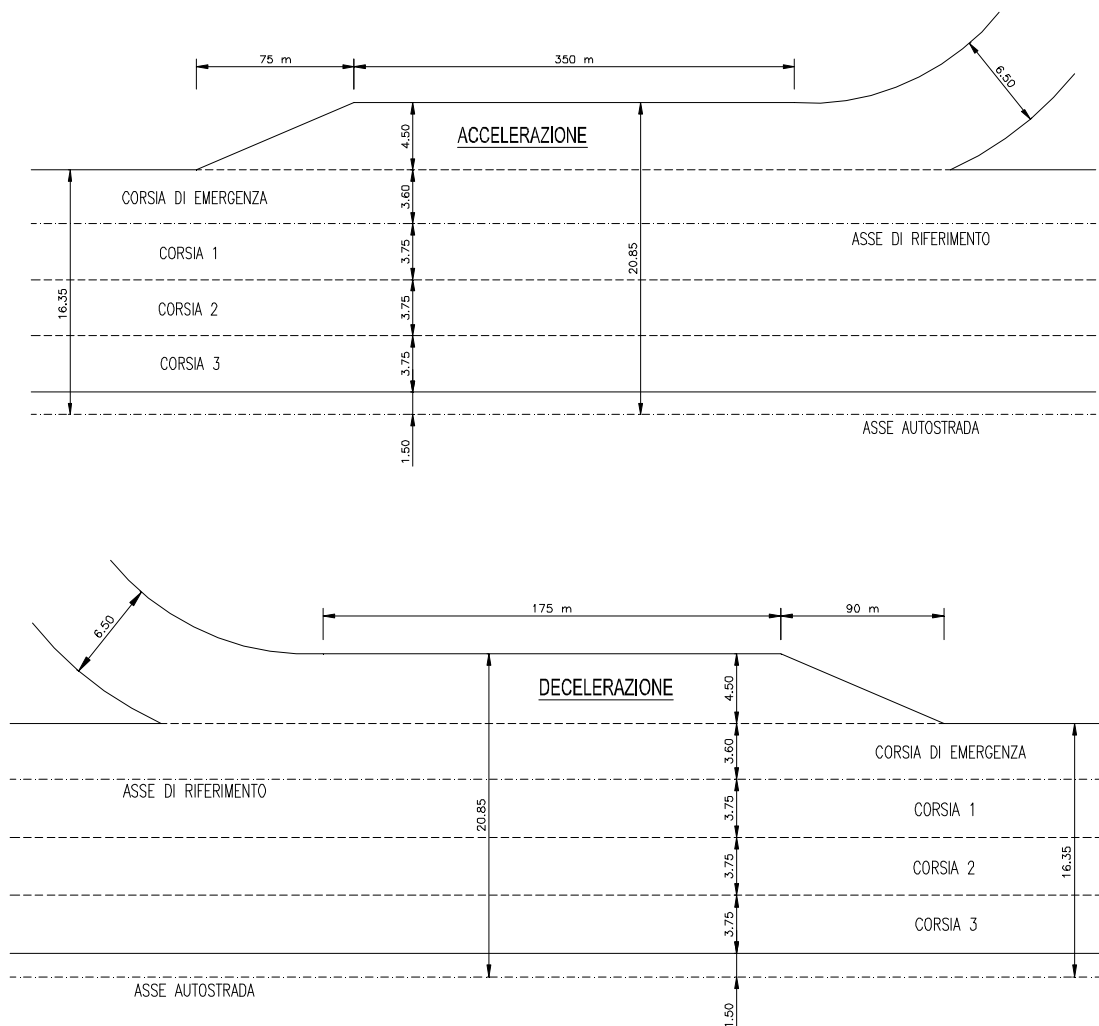 75 m
350 m
6.50
4.50
ACCELERAZIONE
CORSIA DI EMERGENZA
3.60
ASSE DI RIFERIMENTO
CORSIA 1
3.75
20.85
16.35
CORSIA 2
3.75
CORSIA 3
3.75
ASSE AUTOSTRADA
1.50
175 m
90 m
6.50
4.50
DECELERAZIONE
3.60
CORSIA DI EMERGENZA
ASSE DI RIFERIMENTO
3.75
CORSIA 1
20.85
3.75
CORSIA 2
16.35
3.75
CORSIA 3
ASSE AUTOSTRADA
1.50